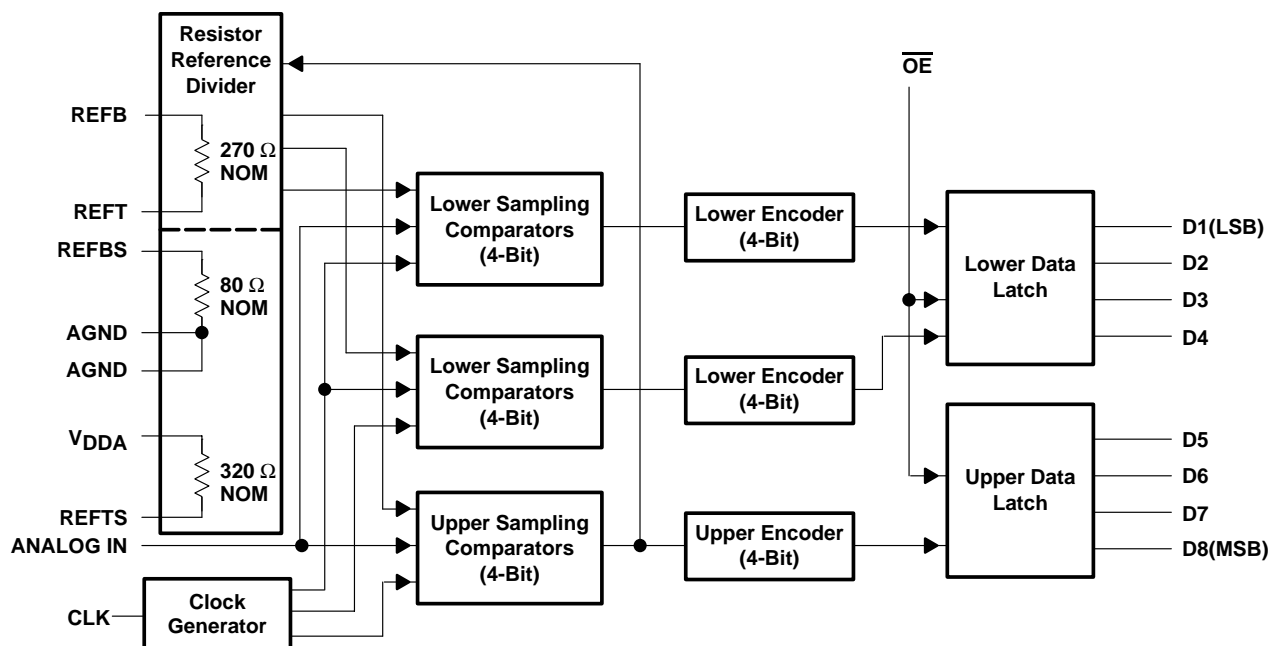 Resistor
Reference
Divider
OE
REFB
270 Ω
NOM
REFT
REFBS
80 Ω
NOM
AGND
AGND
VDDA
320 Ω
NOM
REFTS
ANALOG IN
CLK
Clock
Generator
Lower Sampling
Comparators
(4-Bit)
Lower Sampling
Comparators
(4-Bit)
Upper Sampling
Comparators
(4-Bit)
Lower Encoder
(4-Bit)
Lower Encoder
(4-Bit)
Upper Encoder
(4-Bit)
Lower Data
Latch
Upper Data
Latch
D1(LSB)
D2
D3
D4
D5
D6
D7
D8(MSB)